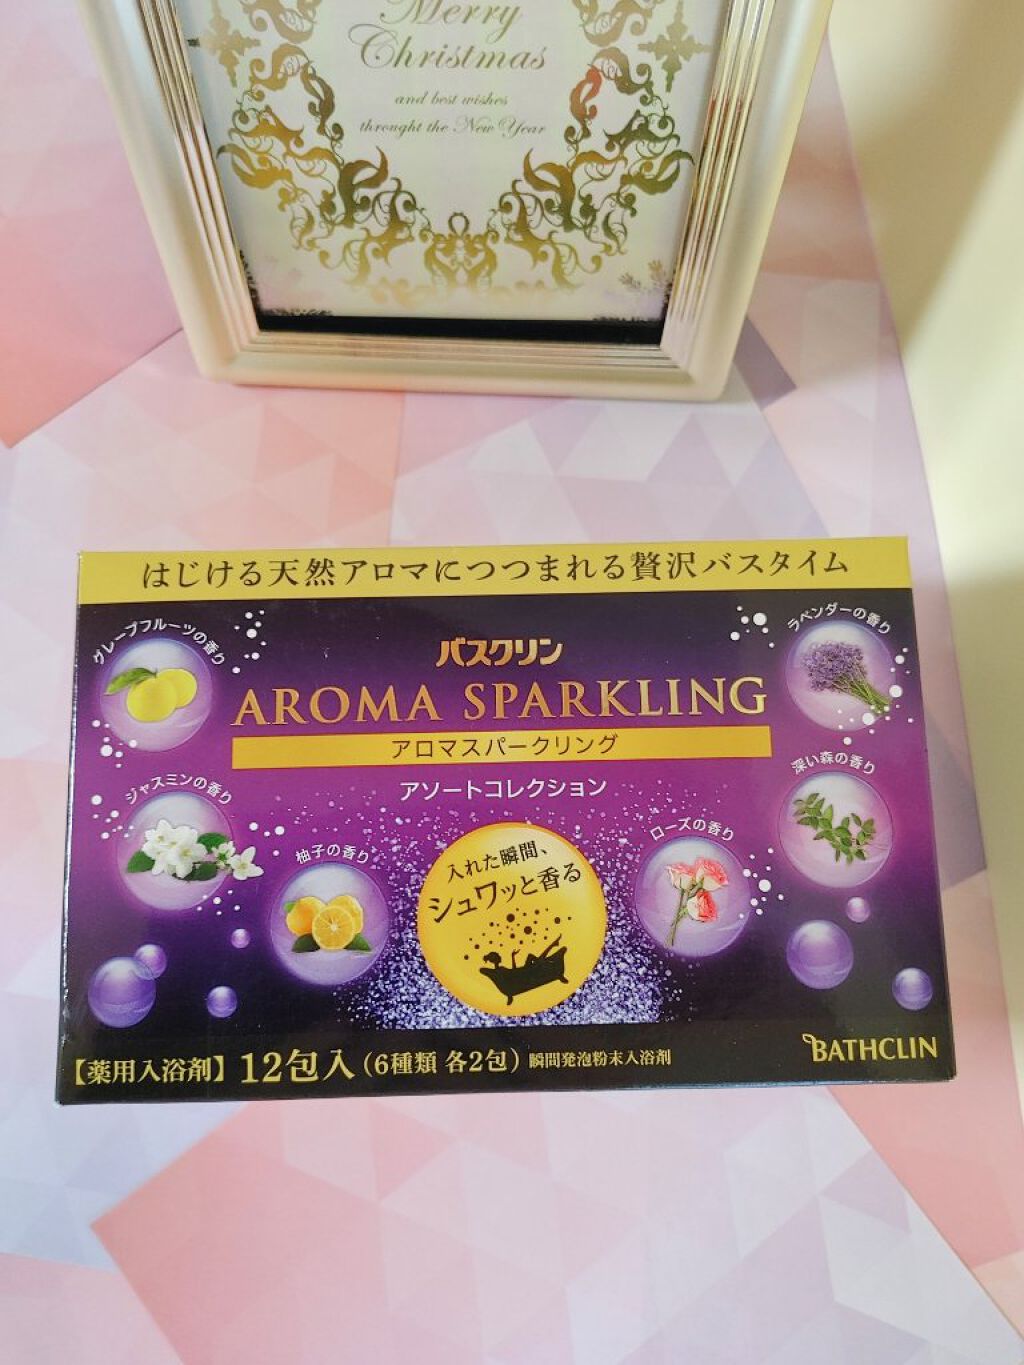 Merry
Christmas
and best wishes
throught the New Year
はじける天然アロマにつつまれる贅沢バスタイム
グレープフルーツの香り
ラベンダーの香り
バスクリン
AROMA SPARKLING
アロマスパークリング
アソートコレクション
ジャスミンの香り
深い森の香り
柚子の香り
ローズの香り
入れた瞬間、
シュワッと香る
【薬用入浴剤】12包入(6種類 各2包)瞬間発泡粉末入浴剤
BATHCLIN